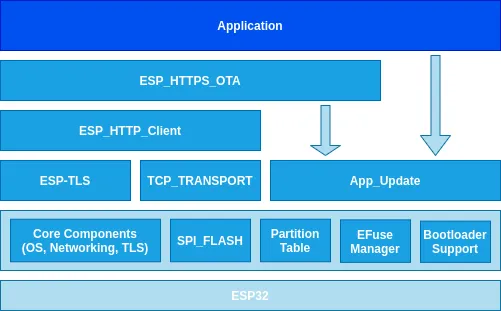 Application
ESP_HTTPS_OTA
ESP_HTTP_Client
ESP-TLS
TCP_TRANSPORT
App_Update
Core Components
(OS, Networking, TLS)
SPI_FLASH
Partition
Table
EFuse
Manager
Bootloader
Support
ESP32